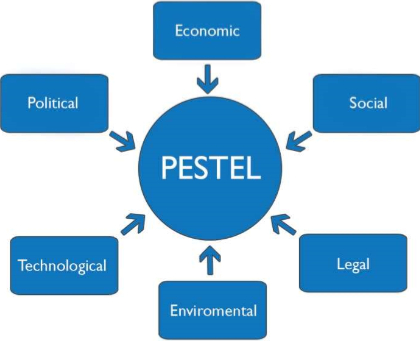 Economic
Political
Social
PESTEL
Technological
Legal
Enviromental